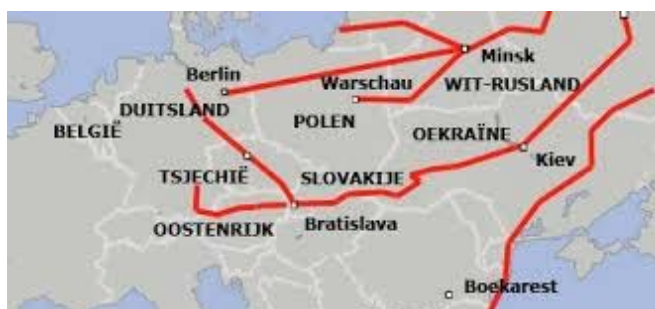 Minsk
Berlin
Warschau
WIT-RUSLAND
DUITSLAND
POLEN
BELGIË
OEKRAÏNE
Kiev
TSJECHIË
SLOVAKIJE
Bratislava
OOSTENRIJK
Boekarest